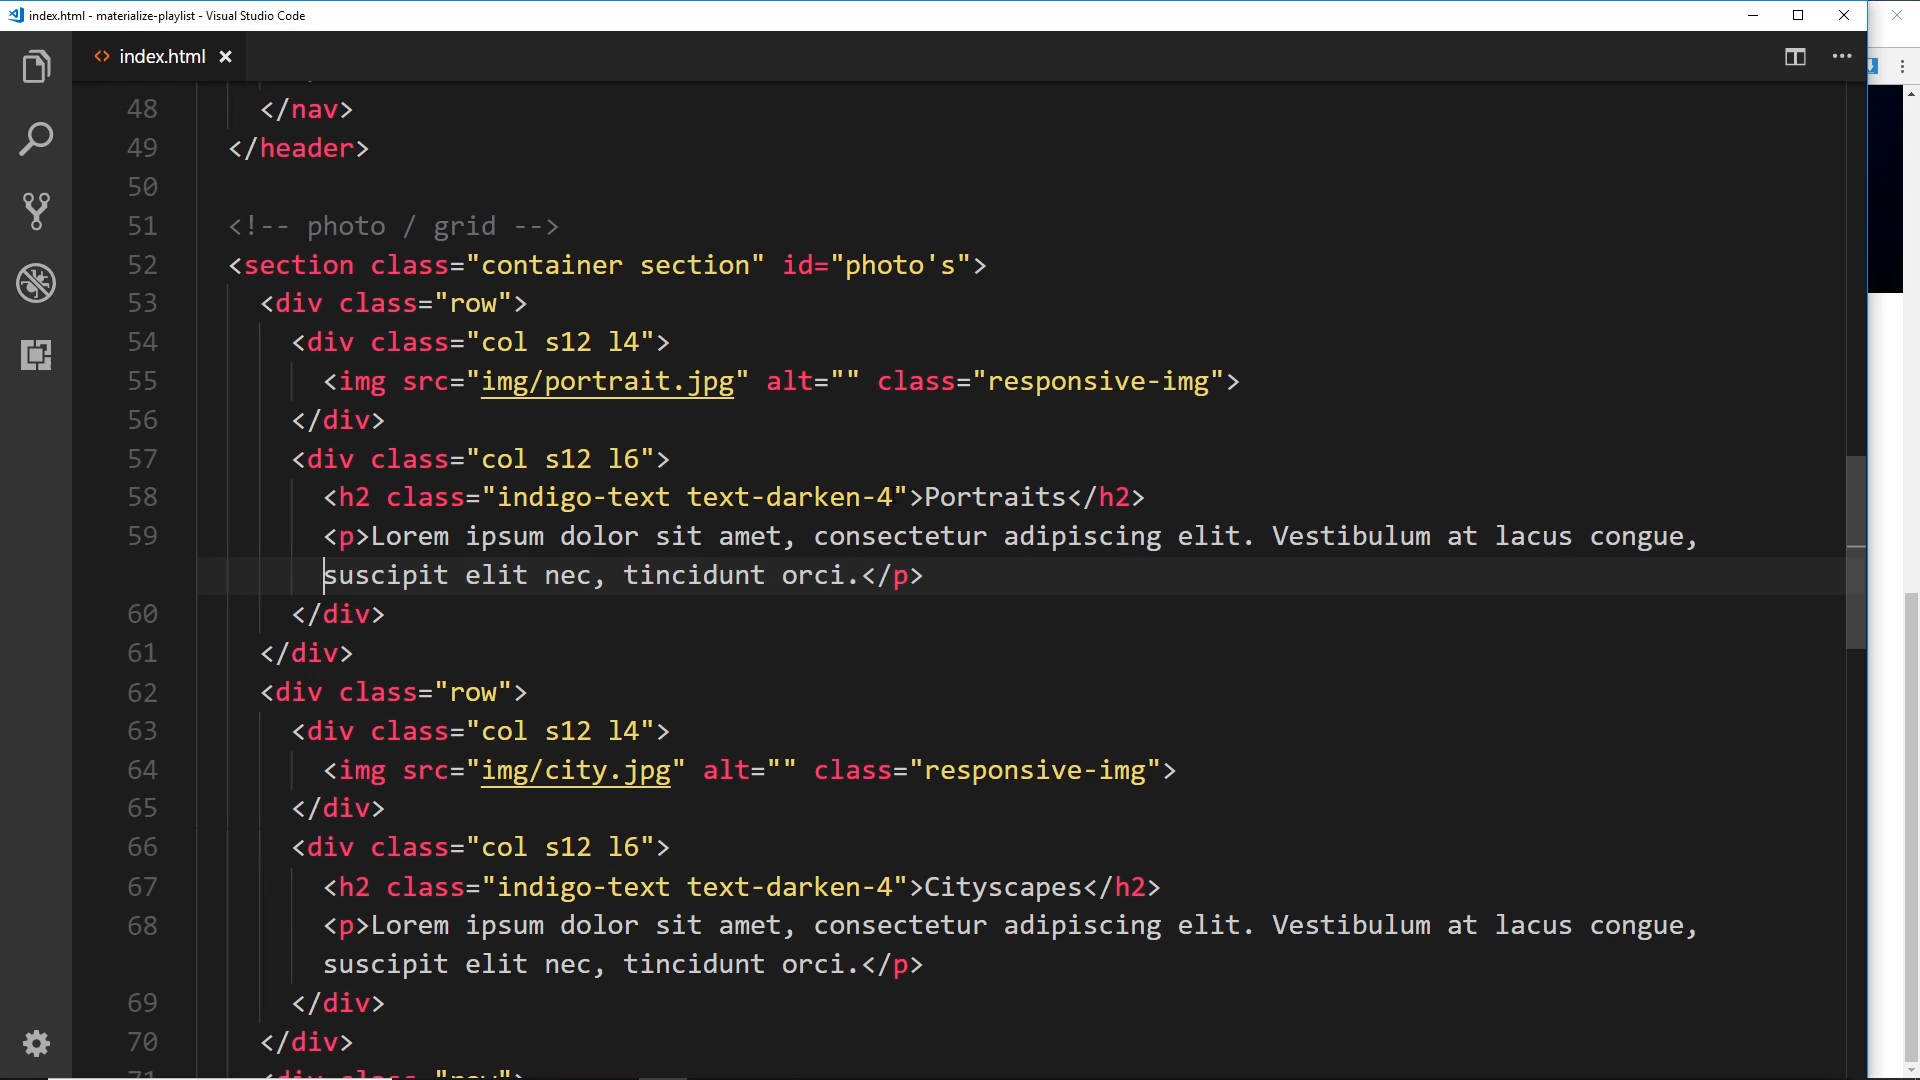 index.html - materialize-playlist - Visual Studio Code
<> index.html
48 </nav>
49 </header>
50
51 <!-- photo / grid -->
52 <section class="container section" id="photo's">
53 <div class="row">
54 <div class="col s12 l4">
55 <img src="img/portrait.jpg" alt="" class="responsive-img">
56 </div>
57 <div class="col s12 l6">
58 <h2 class="indigo-text text-darken-4">Portraits</h2>
59 <p>Lorem ipsum dolor sit amet, consectetur adipiscing elit. Vestibulum at lacus congue,
suscipit elit nec, tincidunt orci.</p>
60 </div>
61 </div>
62 <div class="row">
63 <div class="col s12 l4">
64 <img src="img/city.jpg" alt="" class="responsive-img">
65 </div>
66 <div class="col s12 l6">
67 <h2 class="indigo-text text-darken-4">Cityscapes</h2>
68 <p>Lorem ipsum dolor sit amet, consectetur adipiscing elit. Vestibulum at lacus congue,
suscipit elit nec, tincidunt orci.</p>
69 </div>
70 </div>
71 <div class="row">